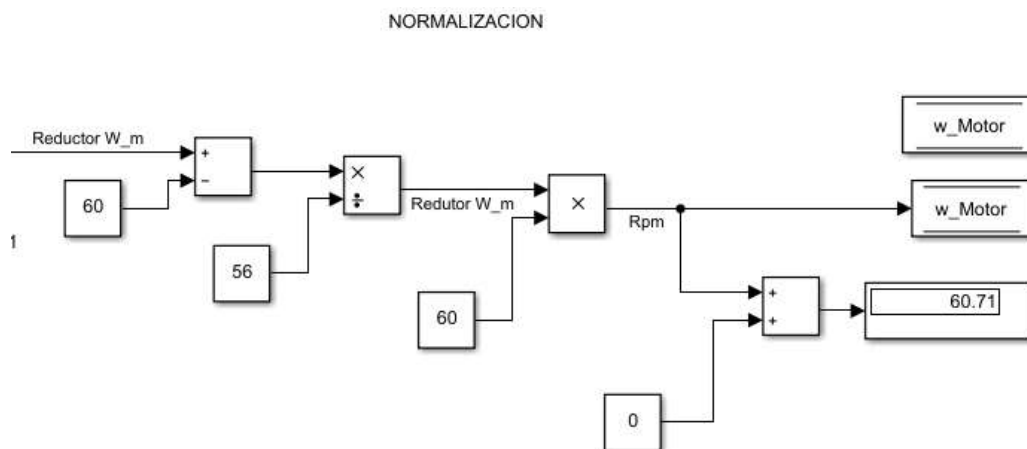 NORMALIZACION
Reductor W_m
+
−
60
×
÷
56
Redutor W_m
×
60
Rpm
w_Motor
w_Motor
+
+
60.71
0
1